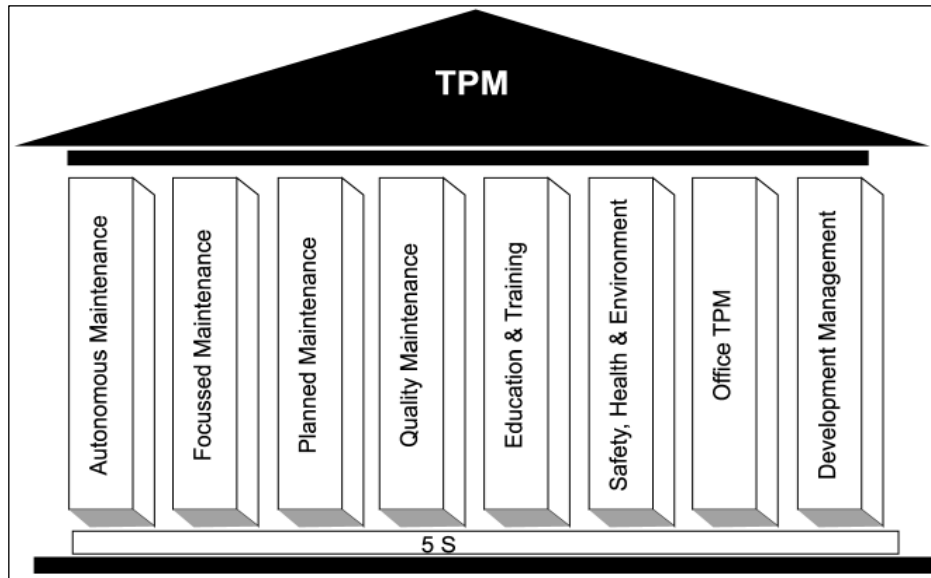 TPM
Autonomous Maintenance
Focussed Maintenance
Planned Maintenance
Quality Maintenance
Education & Training
Safety, Health & Environment
Office TPM
Development Management
5 S